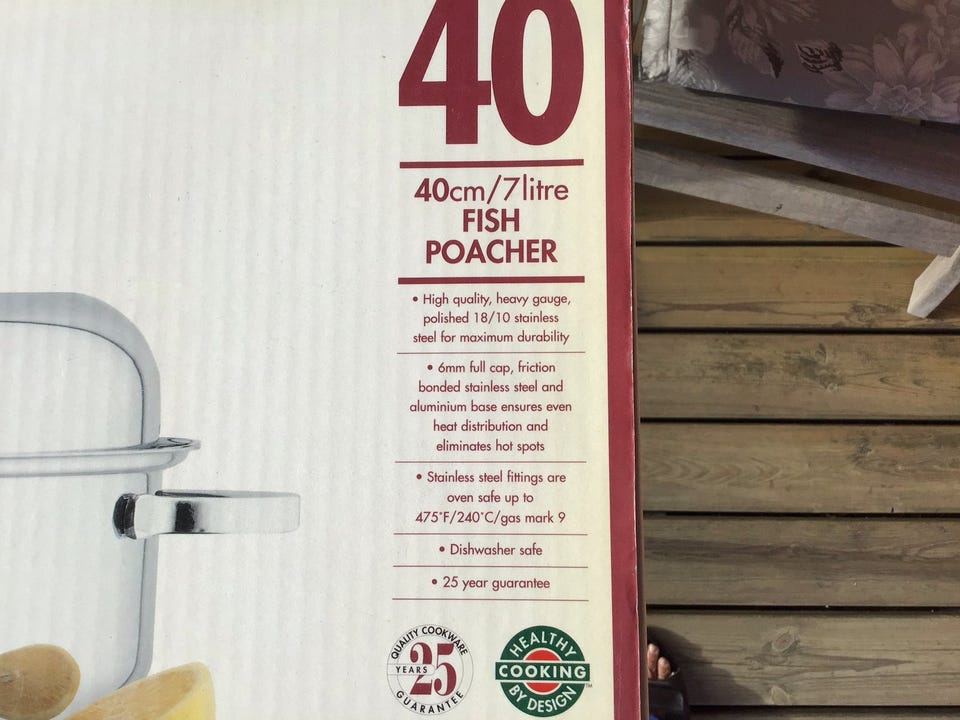 40
40cm/7litre
FISH
POACHER
• High quality, heavy gauge,
polished 18/10 stainless
steel for maximum durability
• 6mm full cap, friction
bonded stainless steel and
aluminium base ensures even
heat distribution and
eliminates hot spots
• Stainless steel fittings are
oven safe up to
475°F/240°C/gas mark 9
• Dishwasher safe
• 25 year guarantee
QUALITY COOKWARE
YEARS 25
GUARANTEE
HEALTHY
COOKING
BY DESIGN™